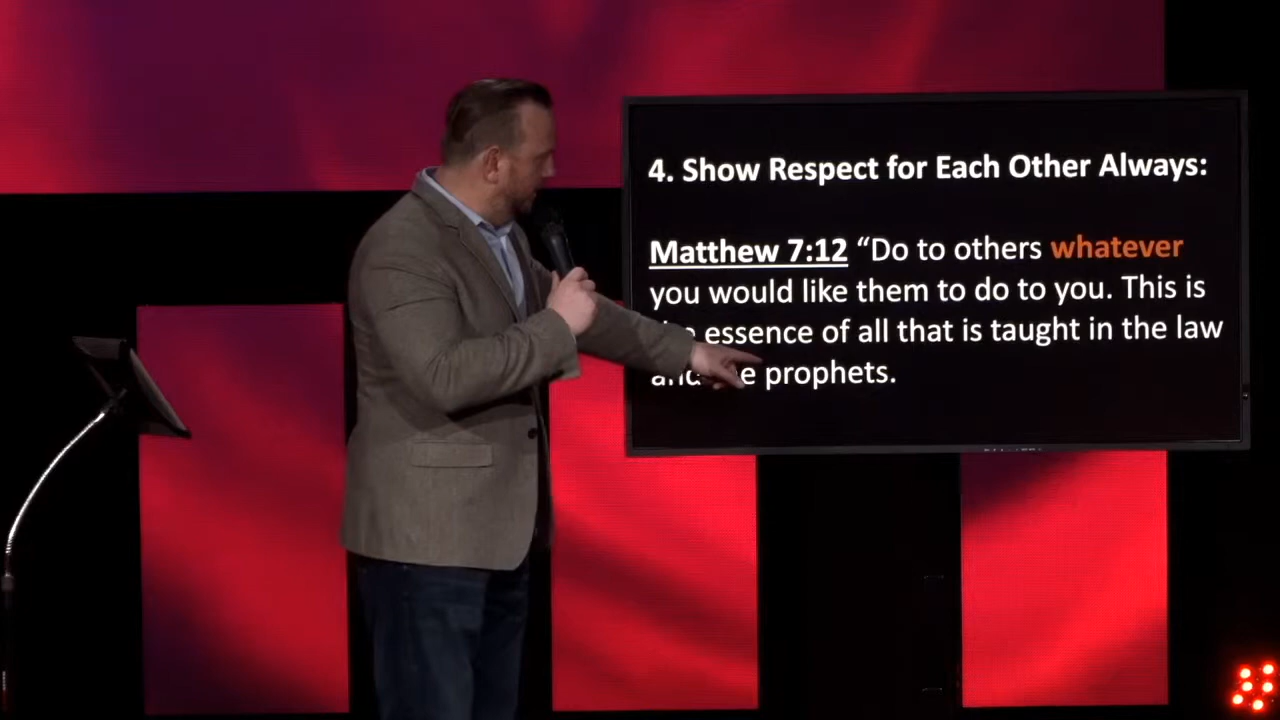 4. Show Respect for Each Other Always:
Matthew 7:12 “Do to others whatever
you would like them to do to you. This is
essence of all that is taught in the law
prophets.